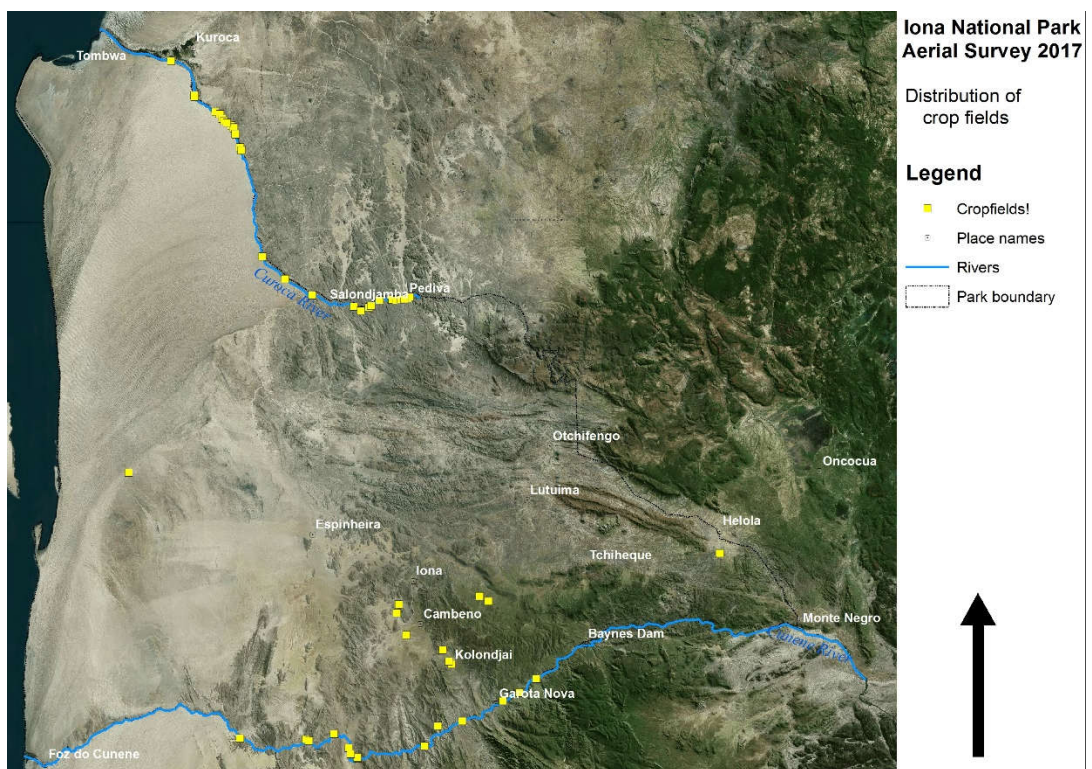 Iona National Park
Aerial Survey 2017
Distribution of
crop fields
Legend
Cropfields!
Place names
Rivers
Park boundary
Kuroca
Tombwa
Curoca River
Salondjamba
Pediva
Otchifengo
Oncocua
Lutuima
Espinheira
Helola
Tchiheque
Iona
Cambeno
Monte Negro
Baynes Dam
Cunene River
Kolondjai
Garota Nova
Foz do Cunene